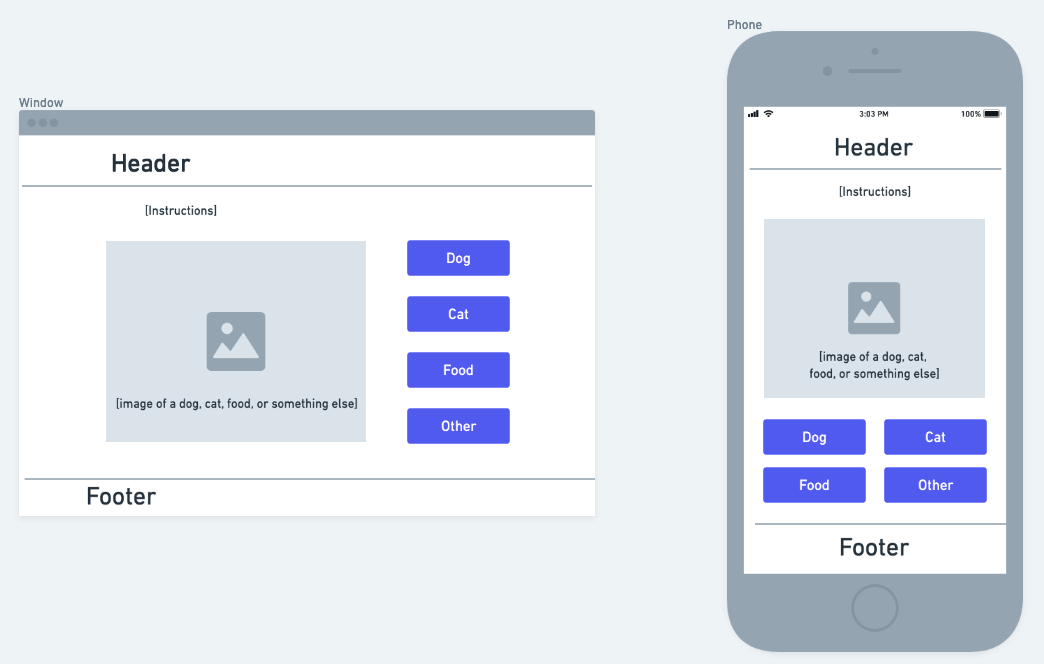 Window
Header
[Instructions]
[image of a dog, cat, food, or something else]
Dog
Cat
Food
Other
Footer
Phone
3:03 PM
100%
Header
[Instructions]
[image of a dog, cat,
food, or something else]
Dog
Cat
Food
Other
Footer